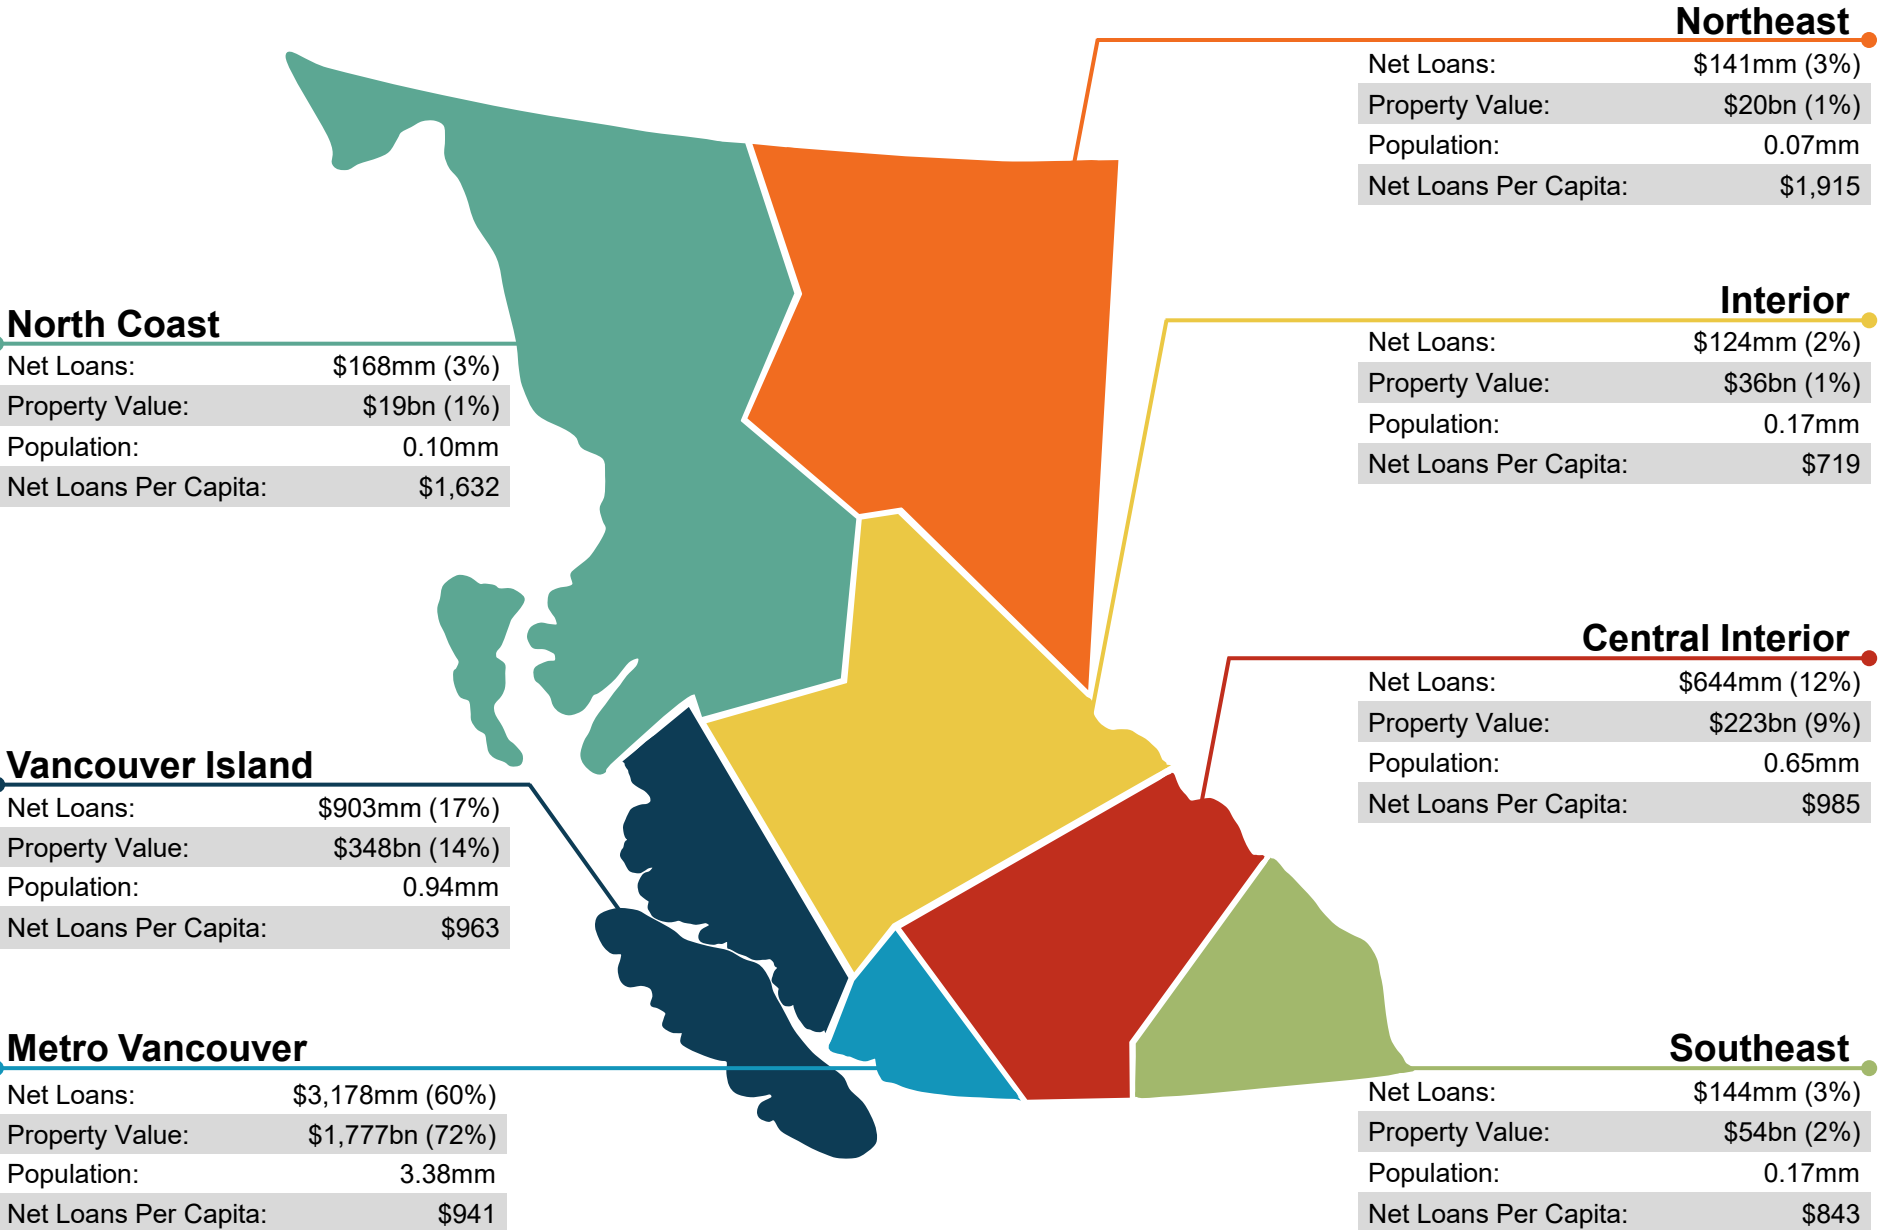 Northeast
Net Loans: $141mm (3%)
Property Value: $20bn (1%)
Population: 0.07mm
Net Loans Per Capita: $1,915
Interior
Net Loans: $124mm (2%)
Property Value: $36bn (1%)
Population: 0.17mm
Net Loans Per Capita: $719
North Coast
Net Loans: $168mm (3%)
Property Value: $19bn (1%)
Population: 0.10mm
Net Loans Per Capita: $1,632
Central Interior
Net Loans: $644mm (12%)
Property Value: $223bn (9%)
Population: 0.65mm
Net Loans Per Capita: $985
Vancouver Island
Net Loans: $903mm (17%)
Property Value: $348bn (14%)
Population: 0.94mm
Net Loans Per Capita: $963
Metro Vancouver
Net Loans: $3,178mm (60%)
Property Value: $1,777bn (72%)
Population: 3.38mm
Net Loans Per Capita: $941
Southeast
Net Loans: $144mm (3%)
Property Value: $54bn (2%)
Population: 0.17mm
Net Loans Per Capita: $843